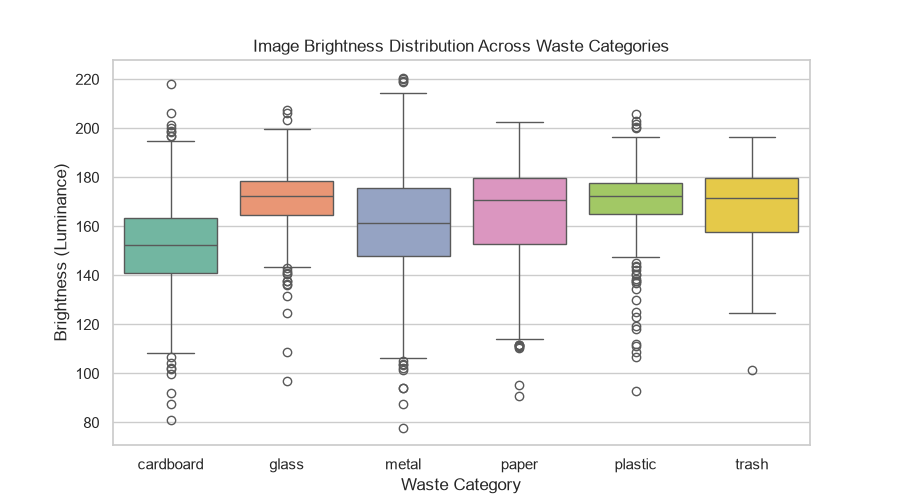 Image Brightness Distribution Across Waste Categories
Brightness (Luminance)
220
200
180
160
140
120
100
80
cardboard glass metal paper plastic trash
Waste Category